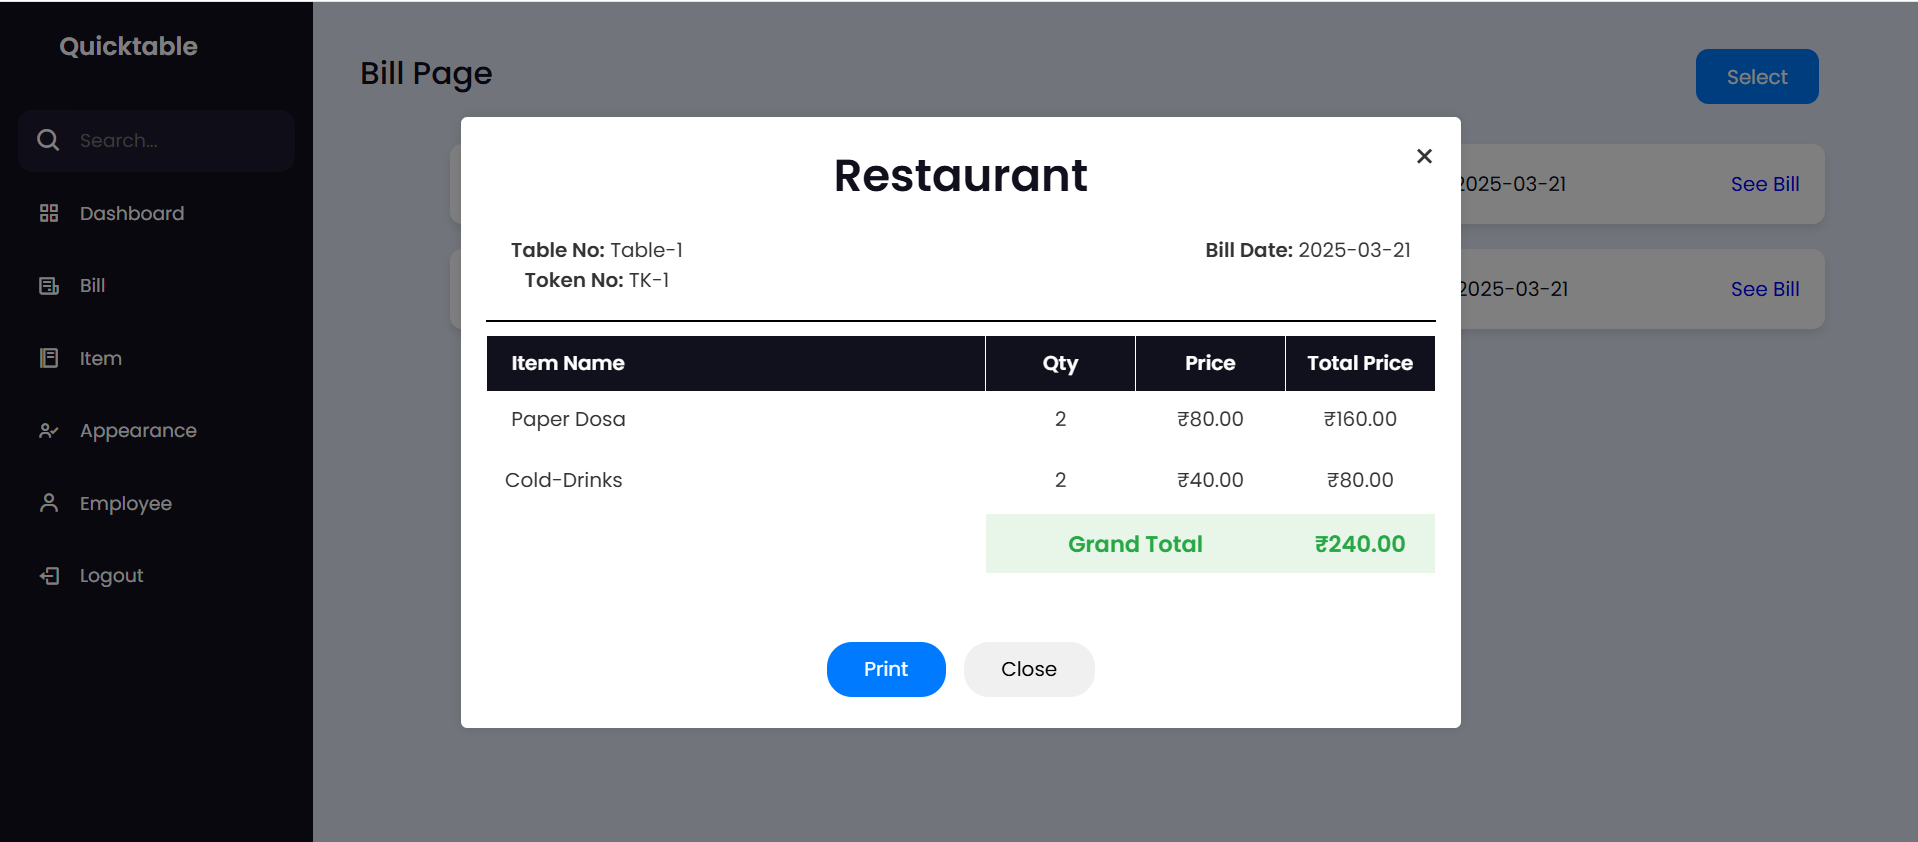 Quicktable
Search...
Dashboard
Bill
Item
Appearance
Employee
Logout
Bill Page
Select
2025-03-21 See Bill
2025-03-21 See Bill
Restaurant
×
Table No: Table-1 Bill Date: 2025-03-21
Token No: TK-1
Item Name Qty Price Total Price
Paper Dosa 2 ₹80.00 ₹160.00
Cold-Drinks 2 ₹40.00 ₹80.00
Grand Total ₹240.00
Print Close